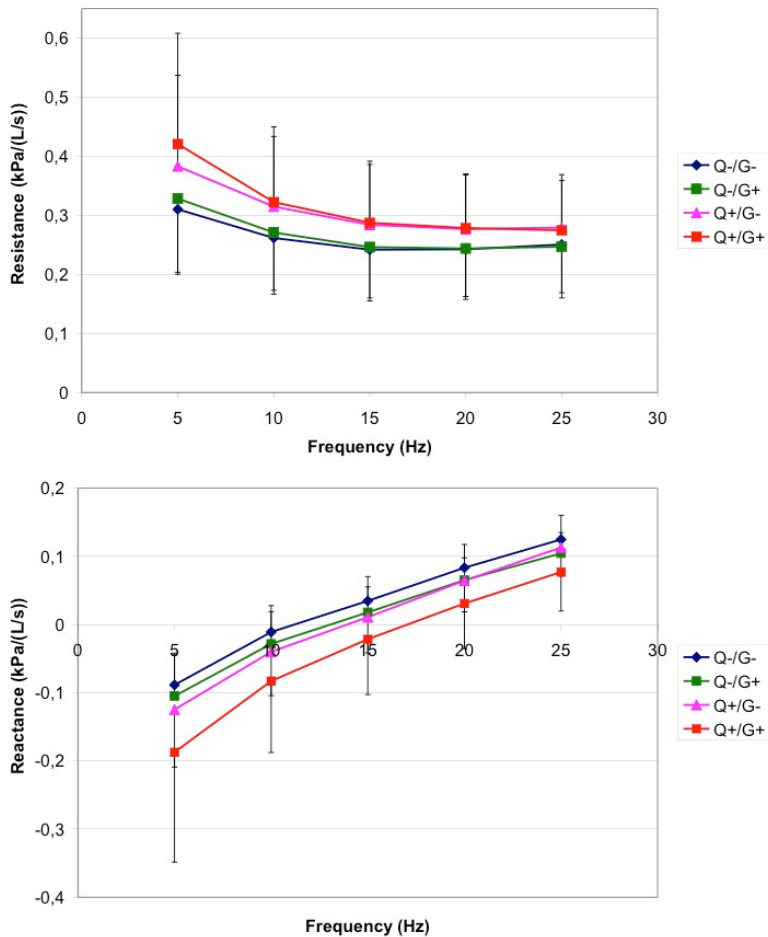 0,6
0,5
0,4
0,3
0,2
0,1
0
Resistance (kPa/(L/s))
0 5 10 15 20 25 30
Frequency (Hz)
Q-/G-
Q-/G+
Q+/G-
Q+/G+
0,2
0,1
0
-0,1
-0,2
-0,3
-0,4
Reactance (kPa/(L/s))
0 5 10 15 20 25 30
Frequency (Hz)
Q-/G-
Q-/G+
Q+/G-
Q+/G+